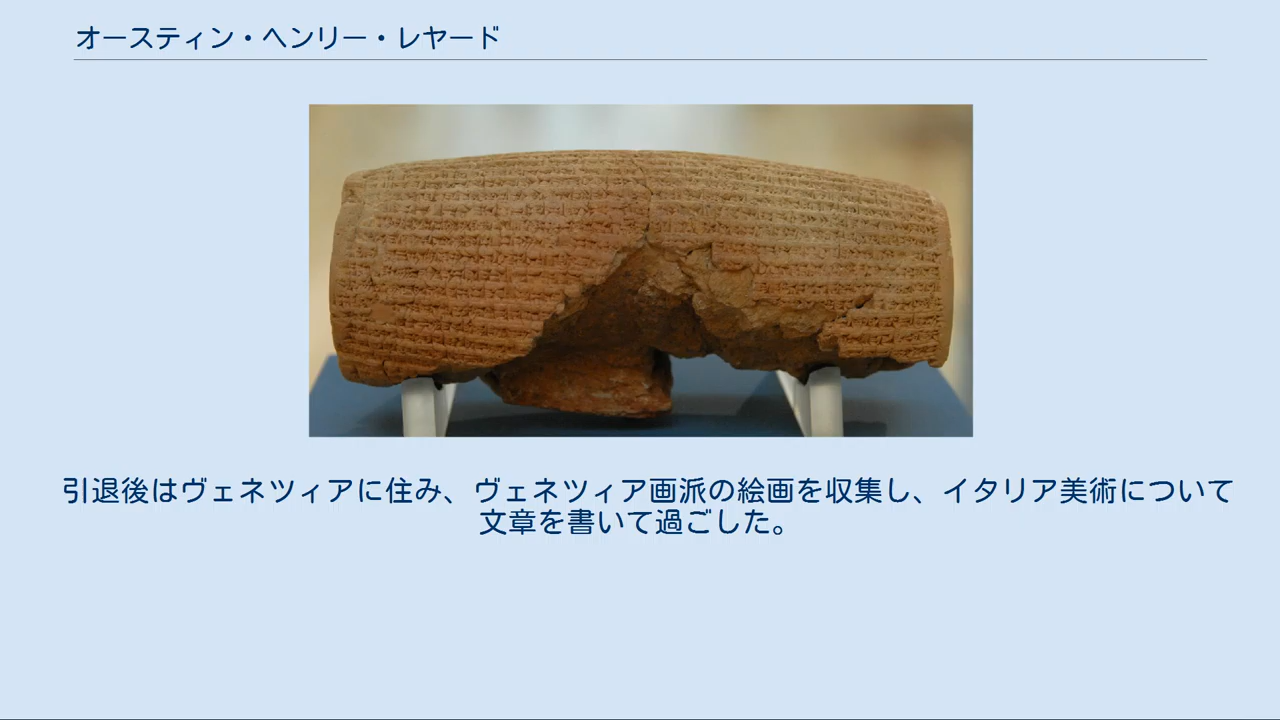 オースティン・ヘンリー・レヤード
引退後はヴェネツィアに住み、ヴェネツィア画派の絵画を収集し、イタリア美術について
文章を書いて過ごした。